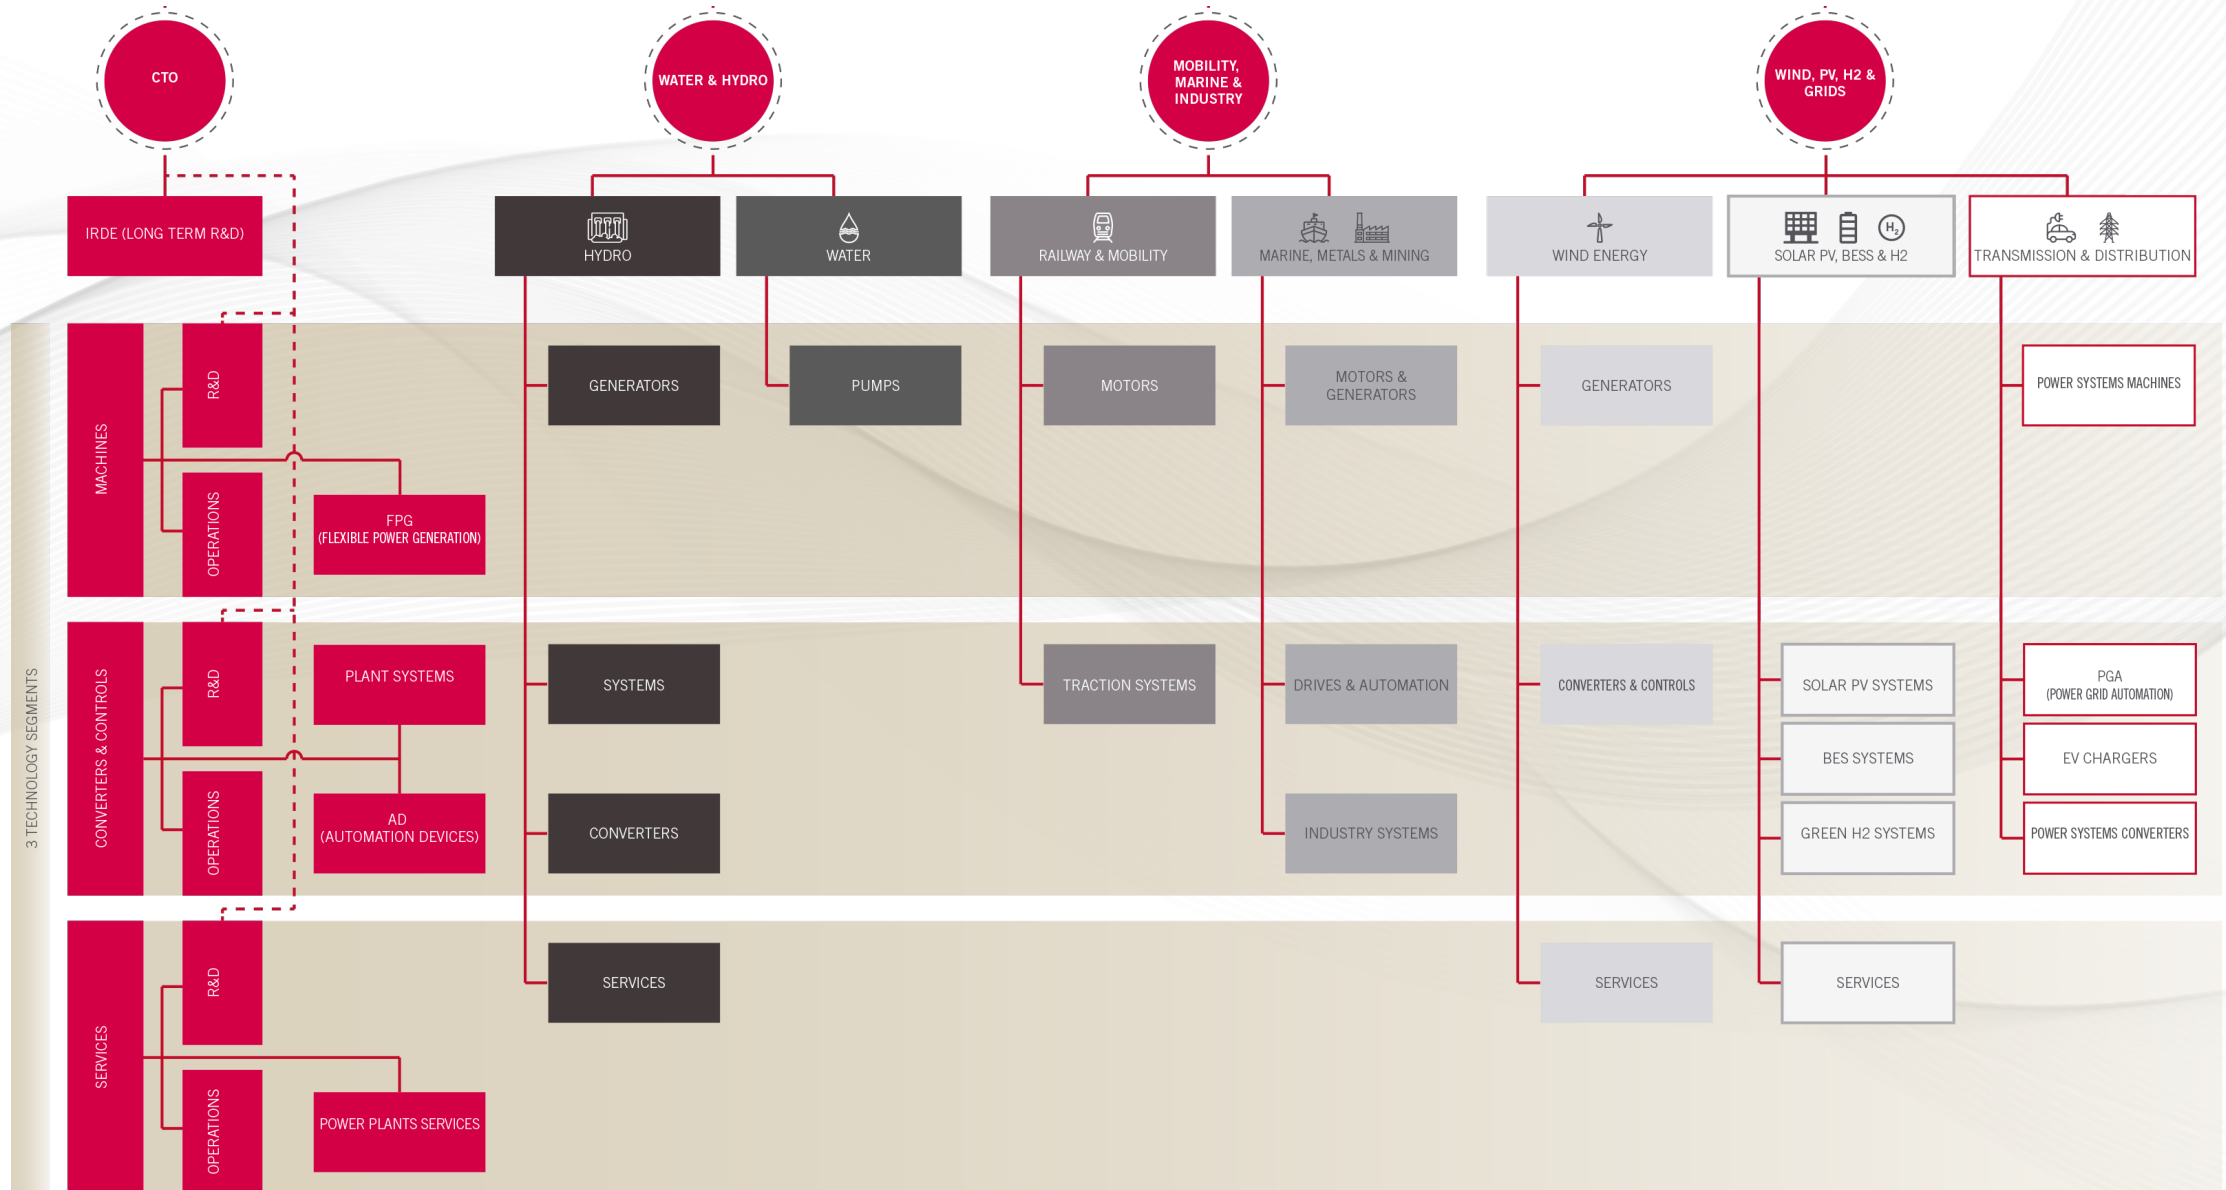 CTO
WATER & HYDRO
MOBILITY,
MARINE &
INDUSTRY
WIND, PV, H2 &
GRIDS
IRDE (LONG TERM R&D)
HYDRO
WATER
RAILWAY & MOBILITY
MARINE, METALS & MINING
WIND ENERGY
H2
SOLAR PV, BESS & H2
TRANSMISSION & DISTRIBUTION
3 TECHNOLOGY SEGMENTS
MACHINES
R&D
OPERATIONS
FPG
(FLEXIBLE POWER GENERATION)
GENERATORS
PUMPS
MOTORS
MOTORS &
GENERATORS
GENERATORS
POWER SYSTEMS MACHINES
CONVERTERS & CONTROLS
R&D
OPERATIONS
PLANT SYSTEMS
AD
(AUTOMATION DEVICES)
SYSTEMS
CONVERTERS
TRACTION SYSTEMS
DRIVES & AUTOMATION
INDUSTRY SYSTEMS
CONVERTERS & CONTROLS
SOLAR PV SYSTEMS
BES SYSTEMS
GREEN H2 SYSTEMS
PGA
(POWER GRID AUTOMATION)
EV CHARGERS
POWER SYSTEMS CONVERTERS
SERVICES
R&D
OPERATIONS
POWER PLANTS SERVICES
SERVICES
SERVICES
SERVICES